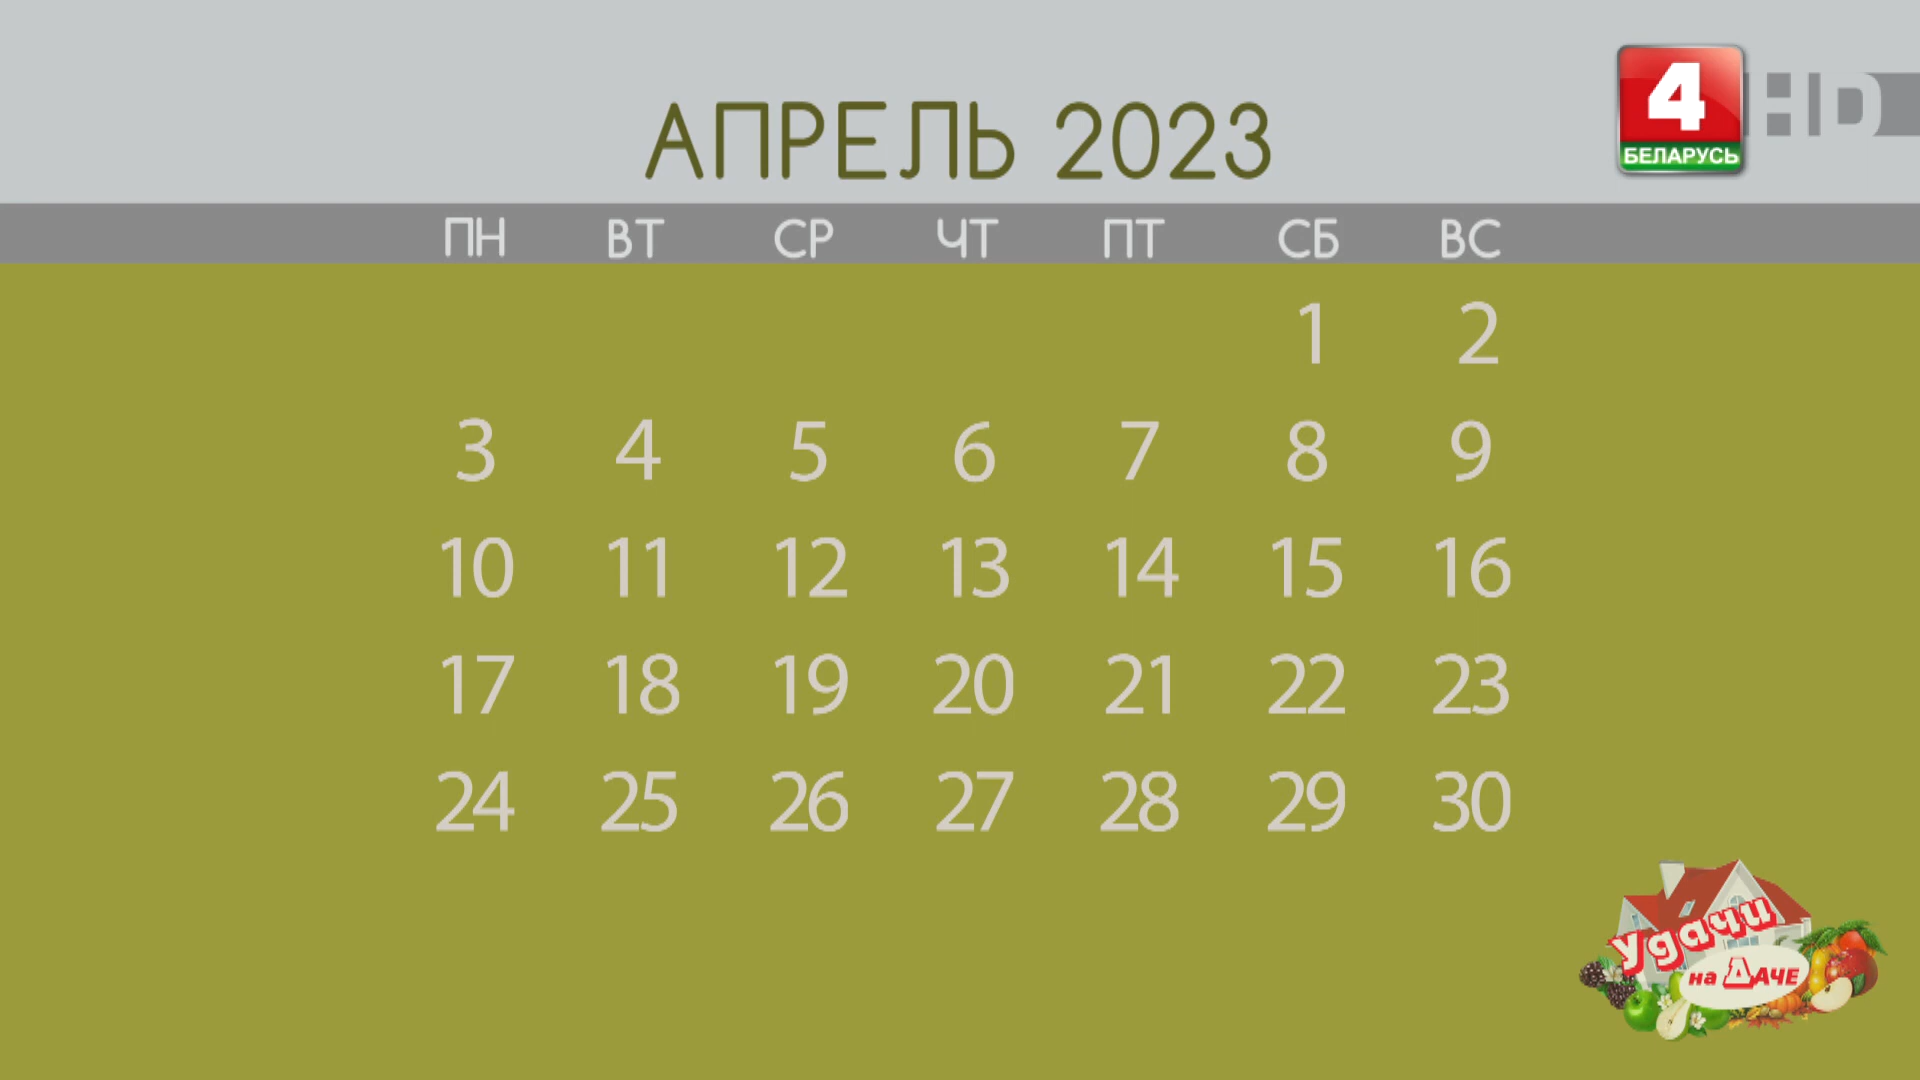 АПРЕЛЬ 2023
4 HD
БЕЛАРУСЬ
ПН ВТ СР ЧТ ПТ СБ ВС
1 2
3 4 5 6 7 8 9
10 11 12 13 14 15 16
17 18 19 20 21 22 23
24 25 26 27 28 29 30
Удачи
на ДАЧЕ